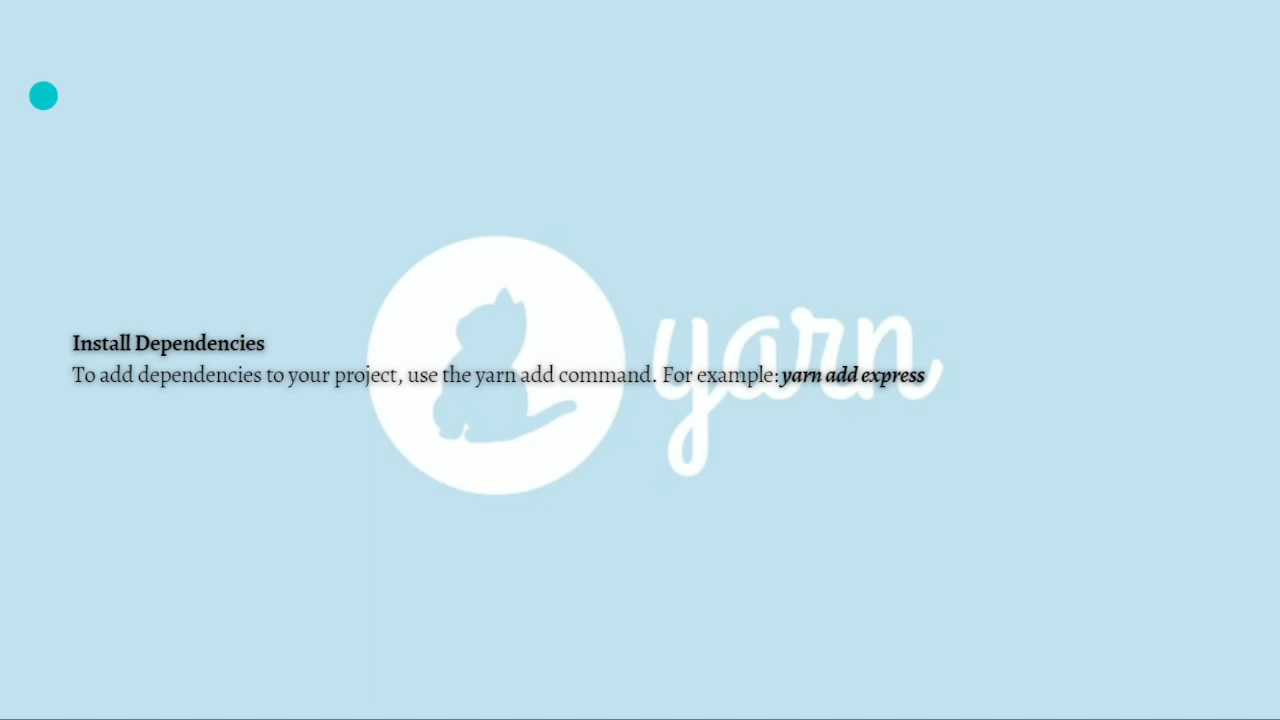 yarn
Install Dependencies
To add dependencies to your project, use the yarn add command. For example: yarn add express